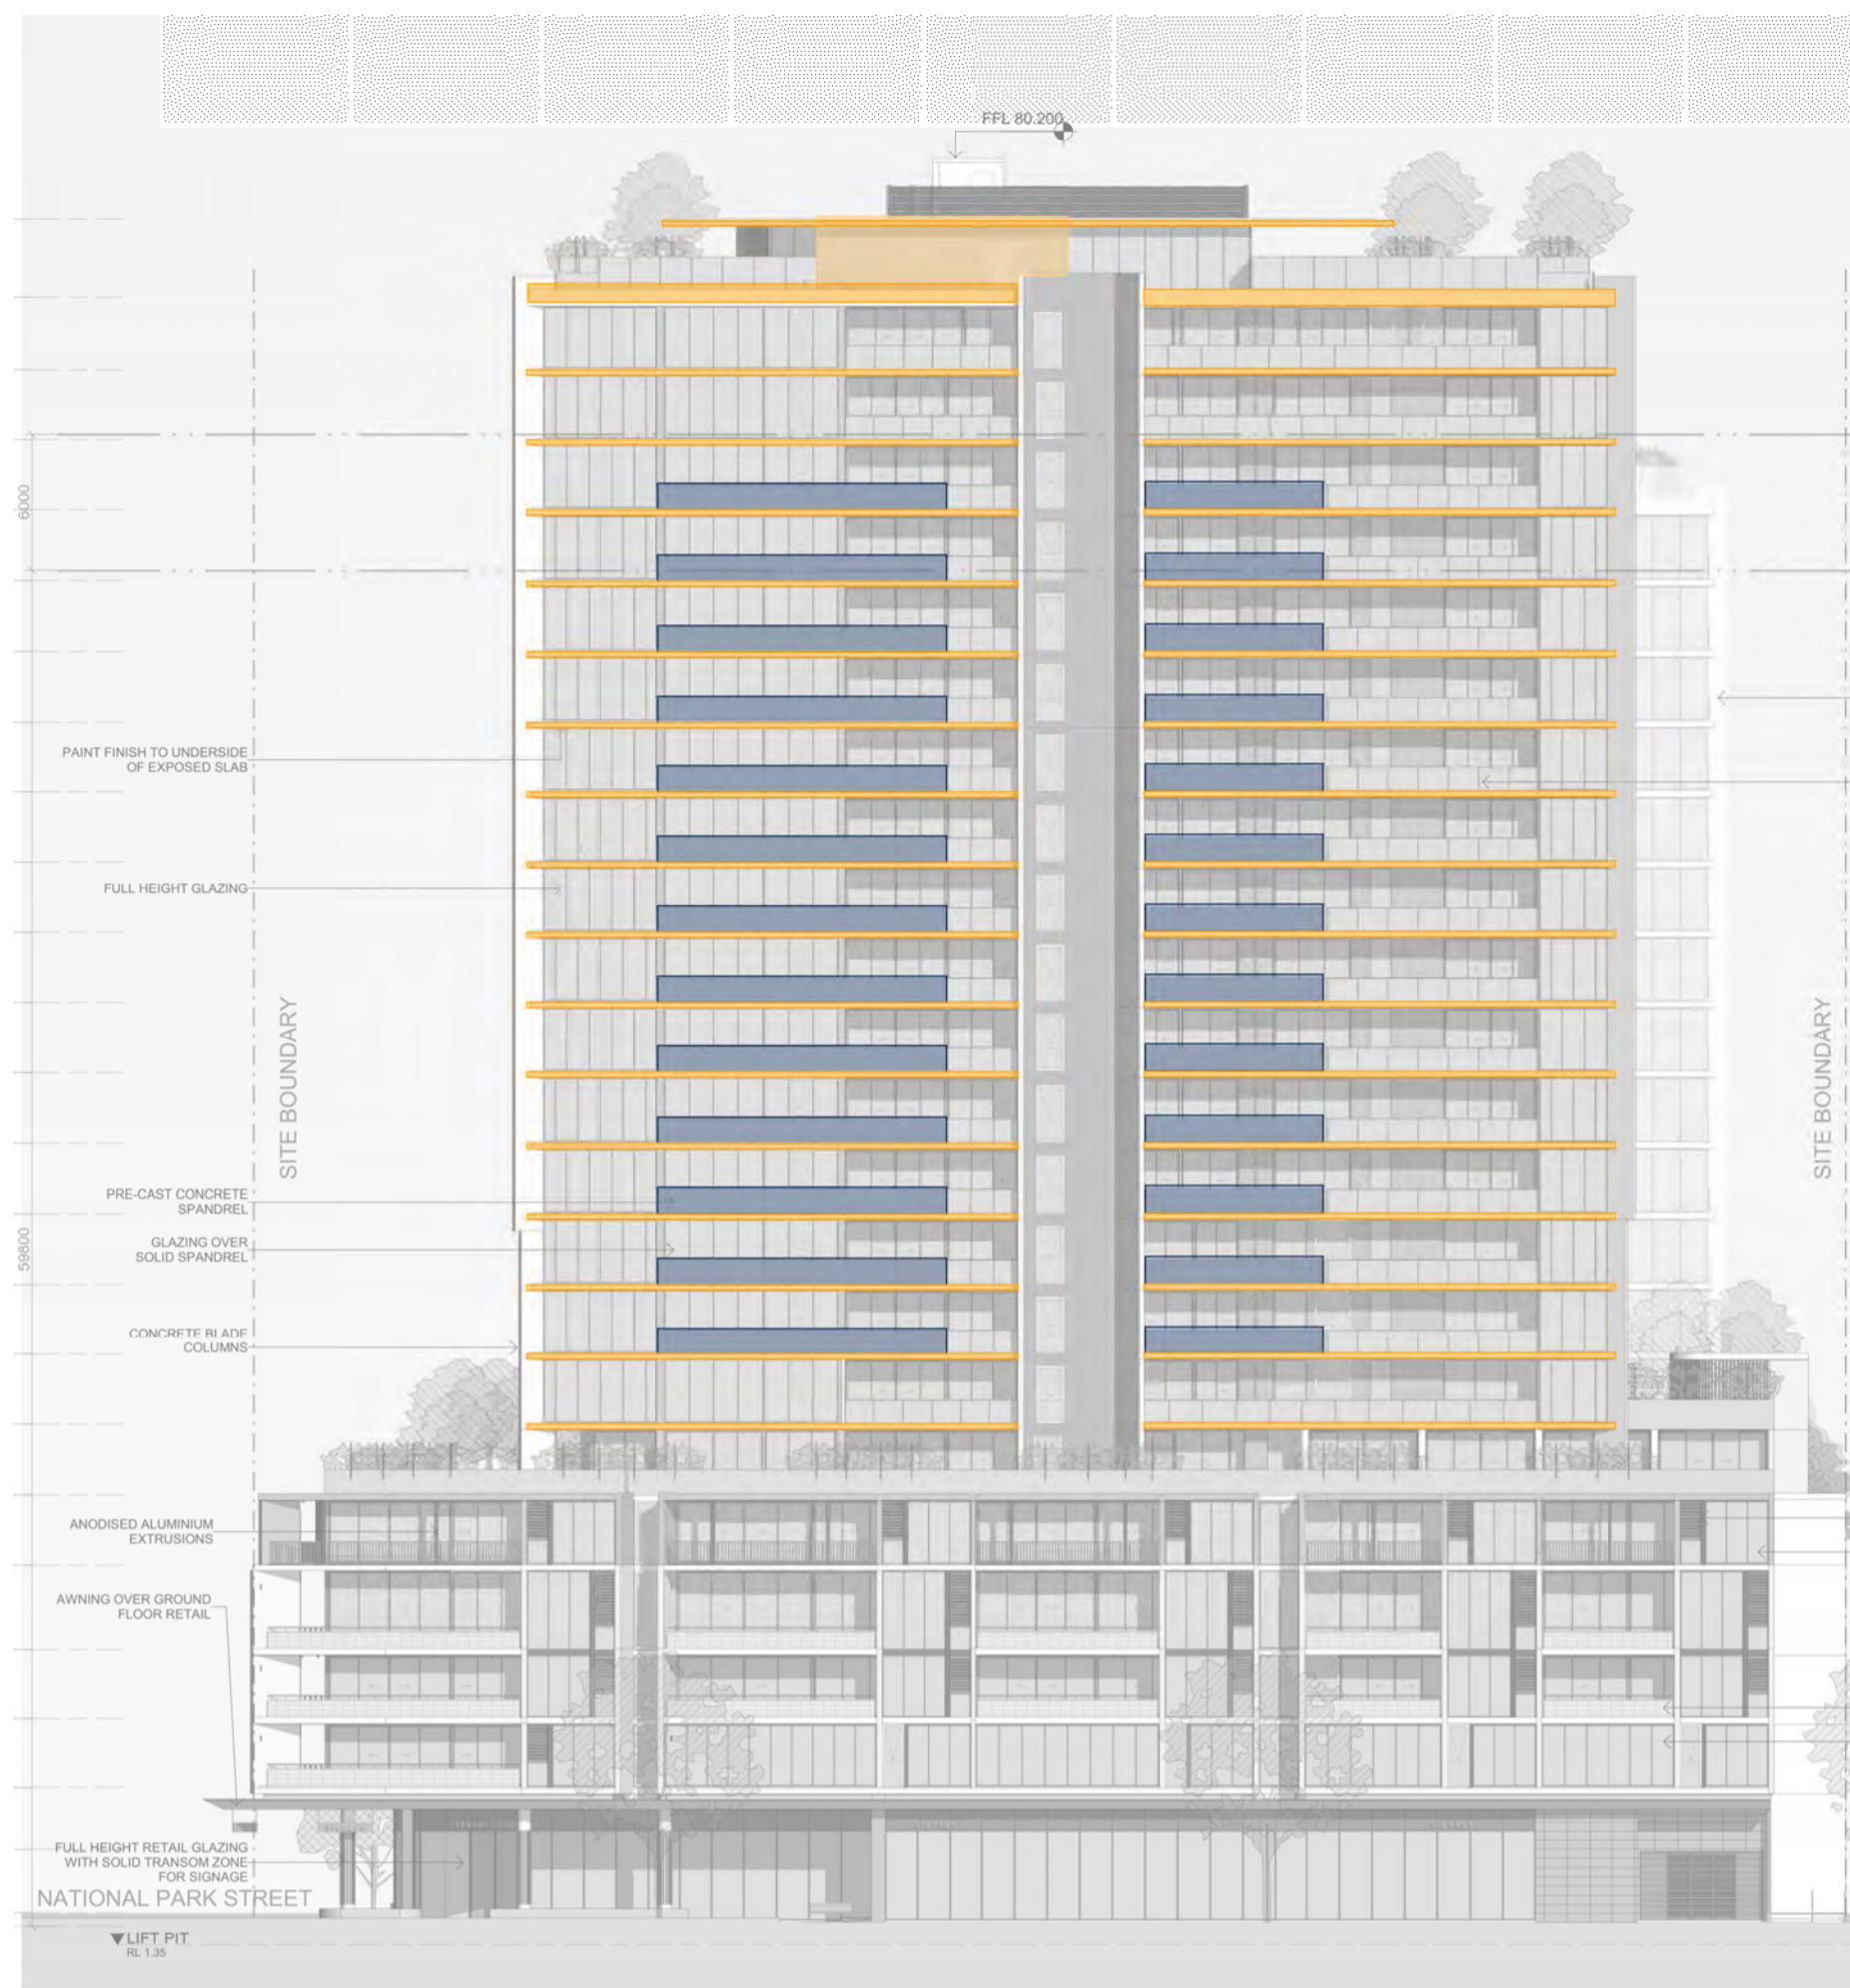 FFL 80.200
6000
PAINT FINISH TO UNDERSIDE
OF EXPOSED SLAB
FULL HEIGHT GLAZING
SITE BOUNDARY
SITE BOUNDARY
PRE-CAST CONCRETE
SPANDREL
GLAZING OVER
SOLID SPANDREL
59800
CONCRETE BLADE
COLUMNS
ANODISED ALUMINIUM
EXTRUSIONS
AWNING OVER GROUND
FLOOR RETAIL
FULL HEIGHT RETAIL GLAZING
WITH SOLID TRANSOM ZONE
FOR SIGNAGE
NATIONAL PARK STREET
LIFT PIT
RL 1.35